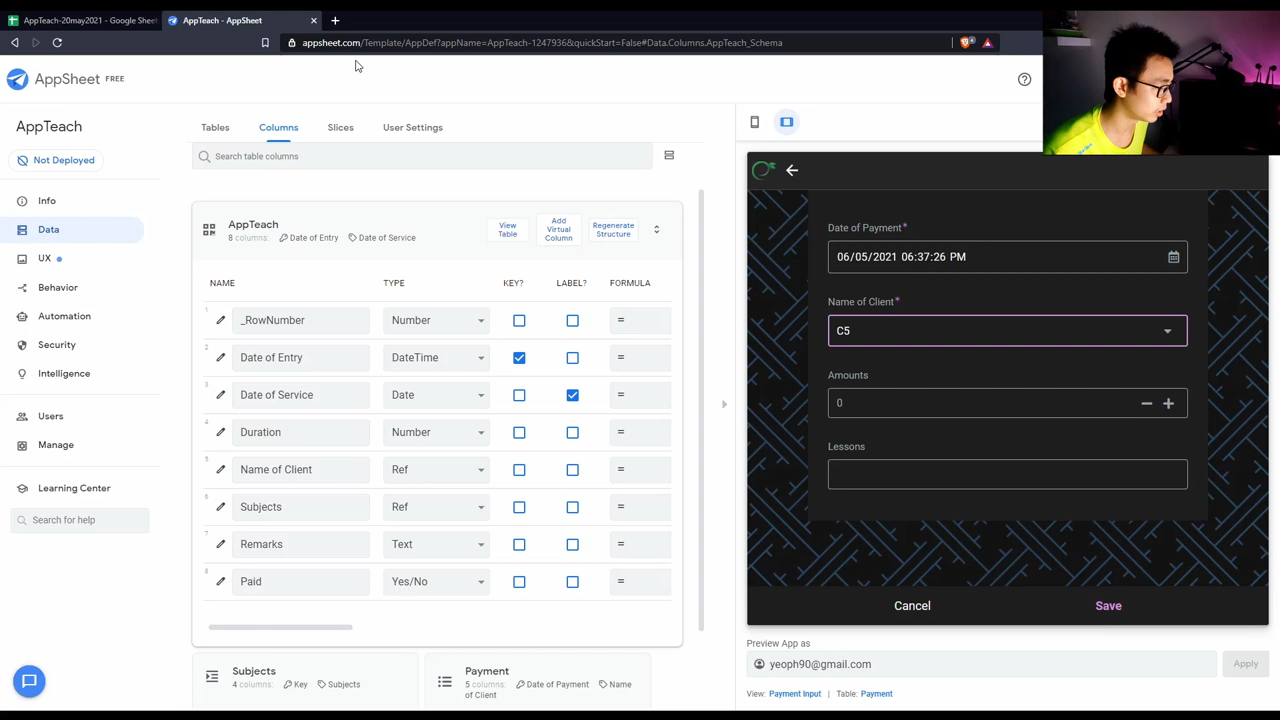 AppTeach-20may2021 - Google Sheet
AppTeach - AppSheet
appsheet.com/Template/AppDef?appName=AppTeach-1247936&quickStart=False#Data.Columns.AppTeach_Schema
4
AppSheet FREE
AppTeach
Not Deployed
Info
Data
UX
Behavior
Automation
Security
Intelligence
Users
Manage
Learning Center
Search for help
Tables Columns Slices User Settings
Search table columns
AppTeach
8 columns: Date of Entry Date of Service
View Table
Add Virtual Column
Regenerate Structure
NAME TYPE KEY? LABEL? FORMULA
1 _RowNumber Number =
2 Date of Entry DateTime =
3 Date of Service Date =
4 Duration Number =
5 Name of Client Ref =
6 Subjects Ref =
7 Remarks Text =
8 Paid Yes/No =
Subjects
4 columns: Key Subjects
Payment
5 columns: Date of Payment Name
of Client
Date of Payment*
06/05/2021 06:37:26 PM
Name of Client*
C5
Amounts
0
Lessons
Cancel Save
Preview App as
yeoph90@gmail.com
Apply
View: Payment Input | Table: Payment